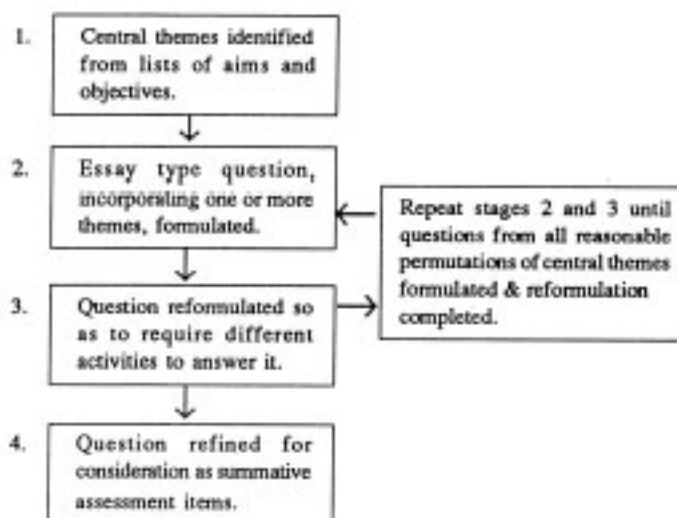 1. Central themes identified
from lists of aims and
objectives.
2. Essay type question,
incorporating one or more
themes, formulated.
Repeat stages 2 and 3 until
questions from all reasonable
permutations of central themes
formulated & reformulation
completed.
3. Question reformulated so
as to require different
activities to answer it.
4. Question refined for
consideration as summative
assessment items.